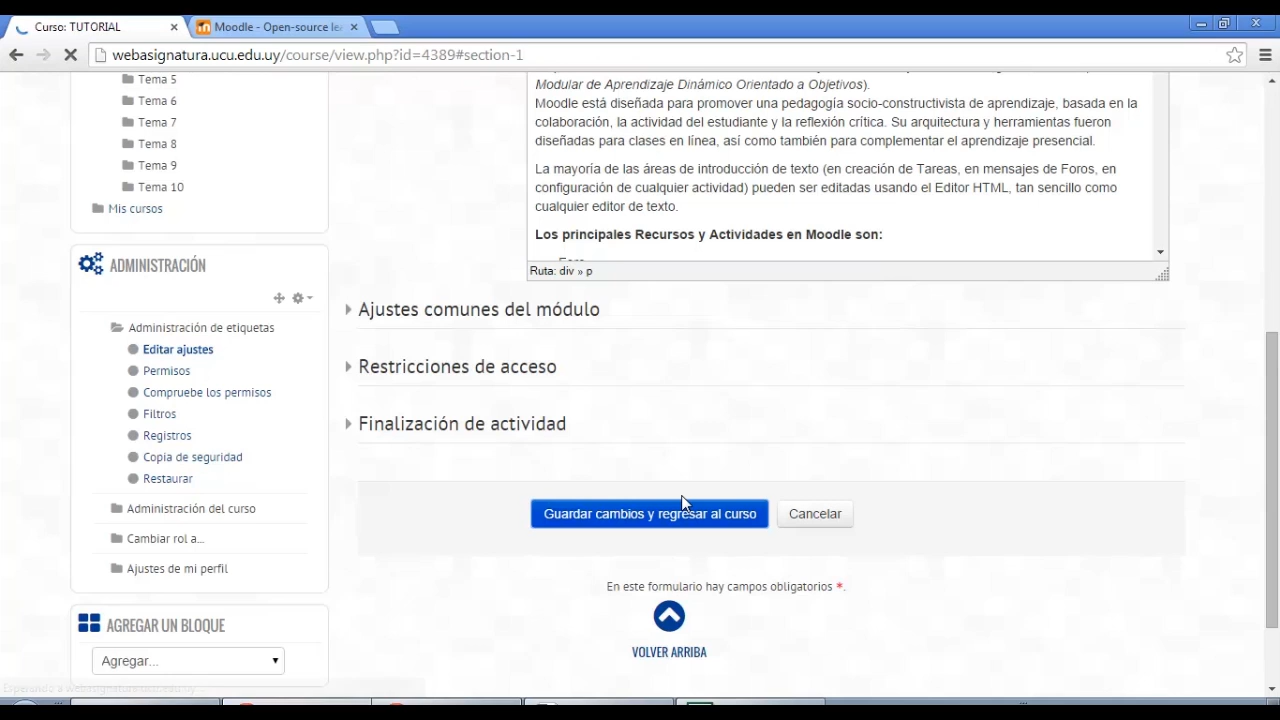 Curso: TUTORIAL
Moodle - Open-source lea
webasignatura.ucu.edu.uy/course/view.php?id=4389#section-1
Tema 5
Tema 6
Tema 7
Tema 8
Tema 9
Tema 10
Mis cursos
ADMINISTRACIÓN
Administración de etiquetas
Editar ajustes
Permisos
Compruebe los permisos
Filtros
Registros
Copia de seguridad
Restaurar
Administración del curso
Cambiar rol a...
Ajustes de mi perfil
AGREGAR UN BLOQUE
Agregar...
Esperando a webasignatura.ucu.edu.uy...
Modular de Aprendizaje Dinámico Orientado a Objetivos).
Moodle está diseñada para promover una pedagogía socio-constructivista de aprendizaje, basada en la
colaboración, la actividad del estudiante y la reflexión crítica. Su arquitectura y herramientas fueron
diseñadas para clases en línea, así como también para complementar el aprendizaje presencial.
La mayoría de las áreas de introducción de texto (en creación de Tareas, en mensajes de Foros, en
configuración de cualquier actividad) pueden ser editadas usando el Editor HTML, tan sencillo como
cualquier editor de texto.
Los principales Recursos y Actividades en Moodle son:
Foro
Ruta: div » p
Ajustes comunes del módulo
Restricciones de acceso
Finalización de actividad
Guardar cambios y regresar al curso
Cancelar
En este formulario hay campos obligatorios *.
VOLVER ARRIBA